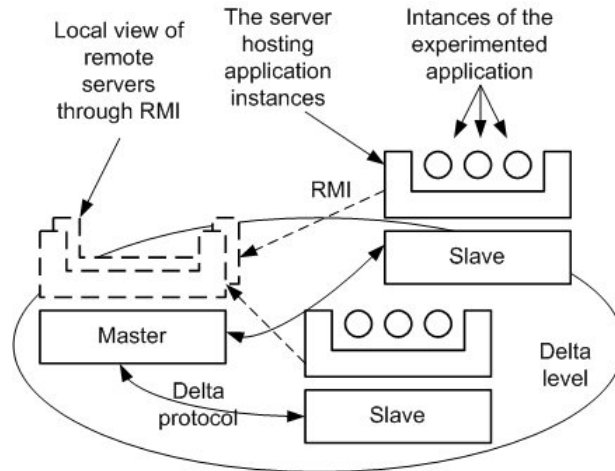 Local view of
remote
servers
through RMI
The server
hosting
application
instances
Intances of the
experimented
application
RMI
Slave
Master
Delta
level
Delta
protocol
Slave